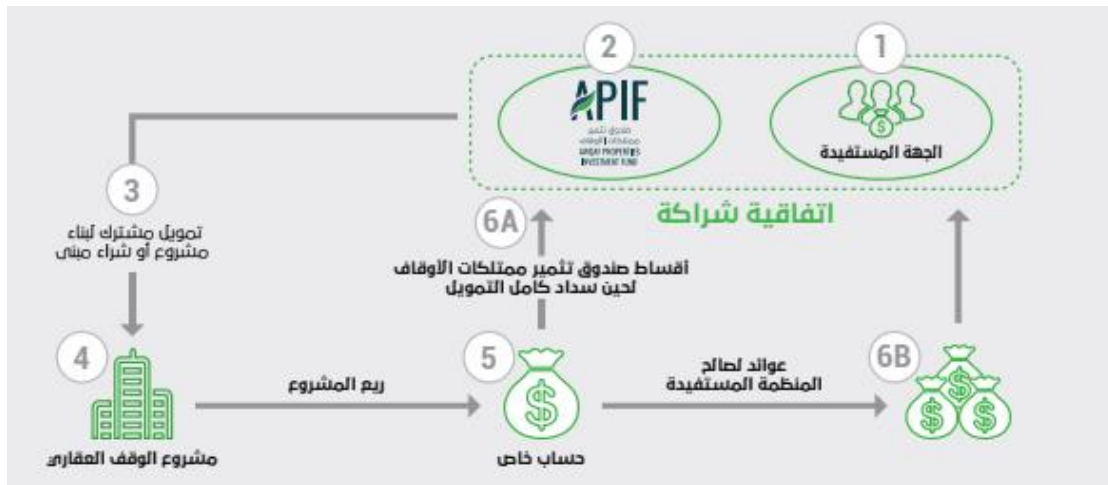 1
2
APIF
صندوق تثمير
ممتلكات الأوقاف
AWQAF PROPERTIES
INVESTMENT FUND
الجهة المستفيدة
اتفاقية شراكة
3
تمويل مشترك لبناء
مشروع أو شراء مبنى
6A
أقساط صندوق تثمير ممتلكات الأوقاف
لحين سداد كامل التمويل
4
ريع المشروع
مشروع الوقف العقاري
5
$
حساب خاص
عوائد لصالح
المنظمة المستفيدة
6B
$
$
$